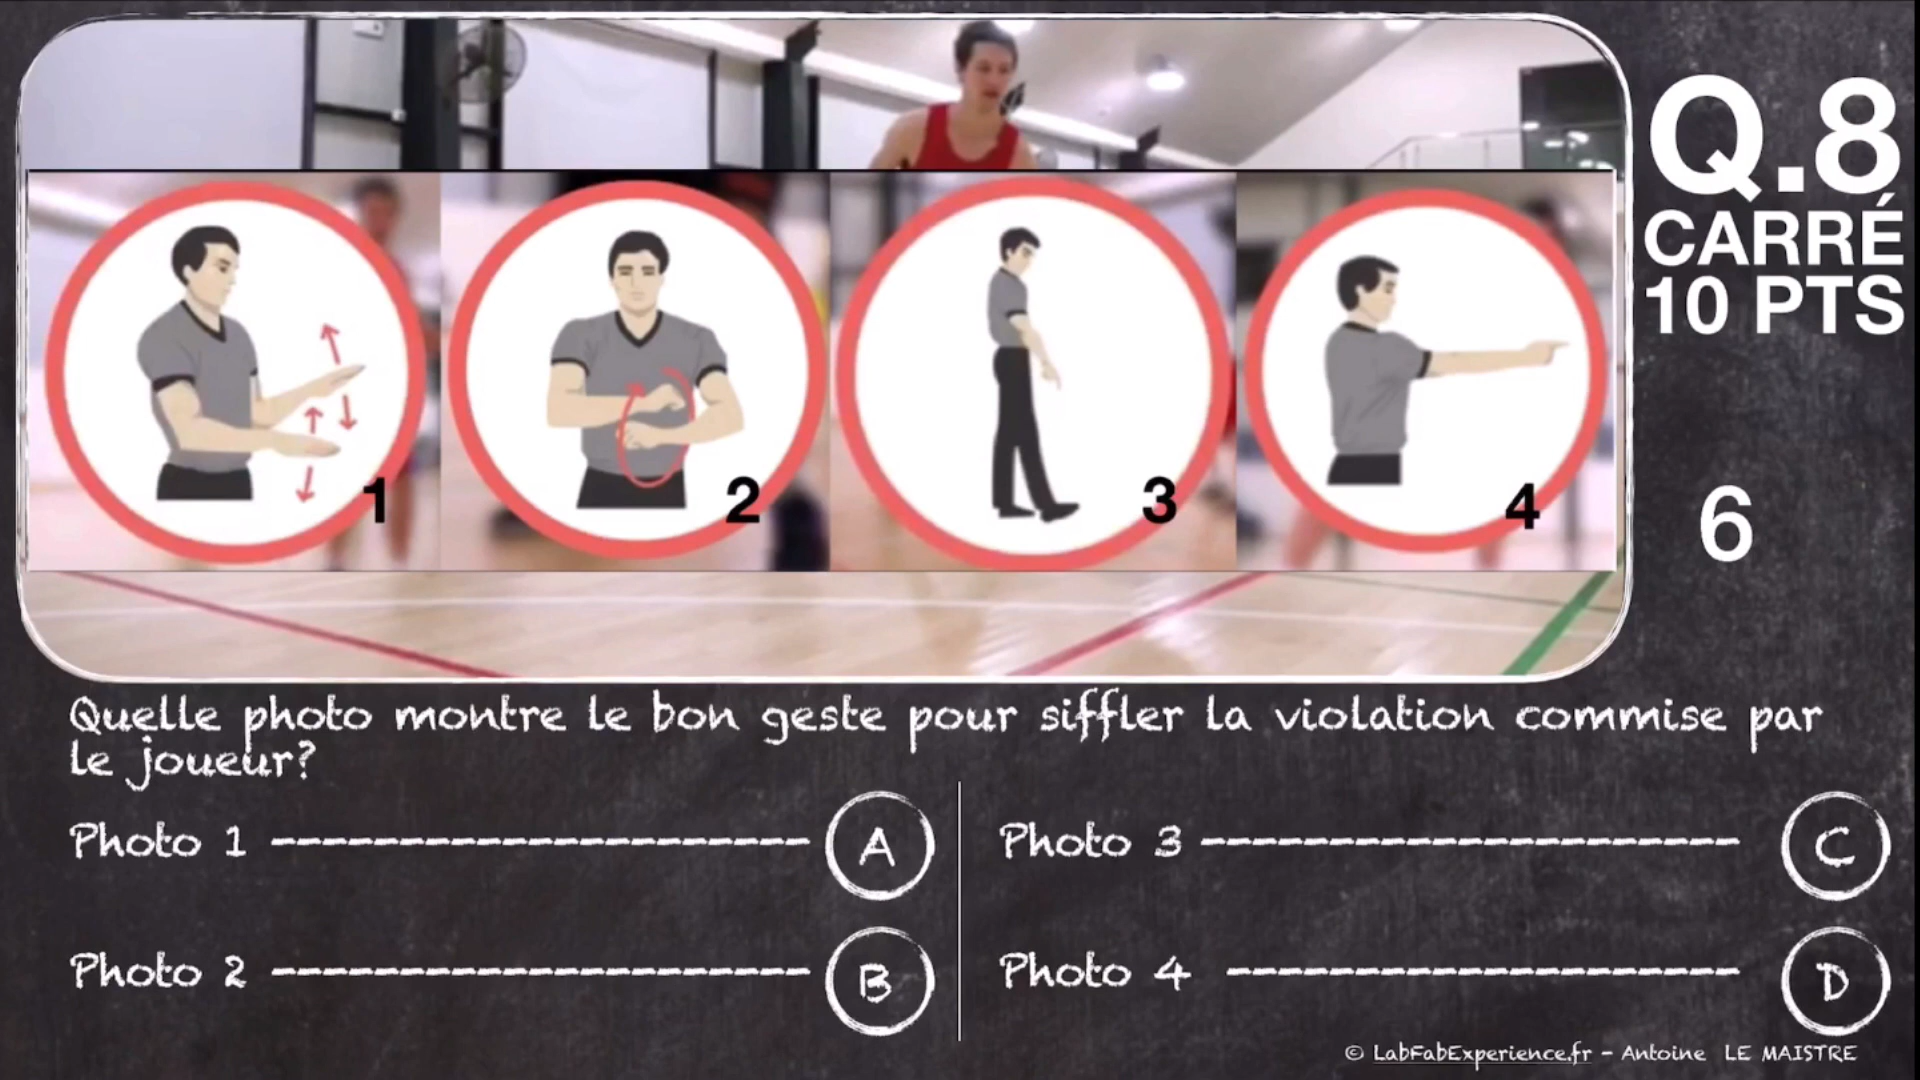 Q.8
CARRÉ
10 PTS
1
2
3
4
6
Quelle photo montre le bon geste pour siffler la violation commise par
le joueur?
Photo 1 --------------------- A
Photo 2 --------------------- B
Photo 3 --------------------- C
Photo 4 -------------------- D
© LabFabExperience.fr - Antoine LE MAISTRE